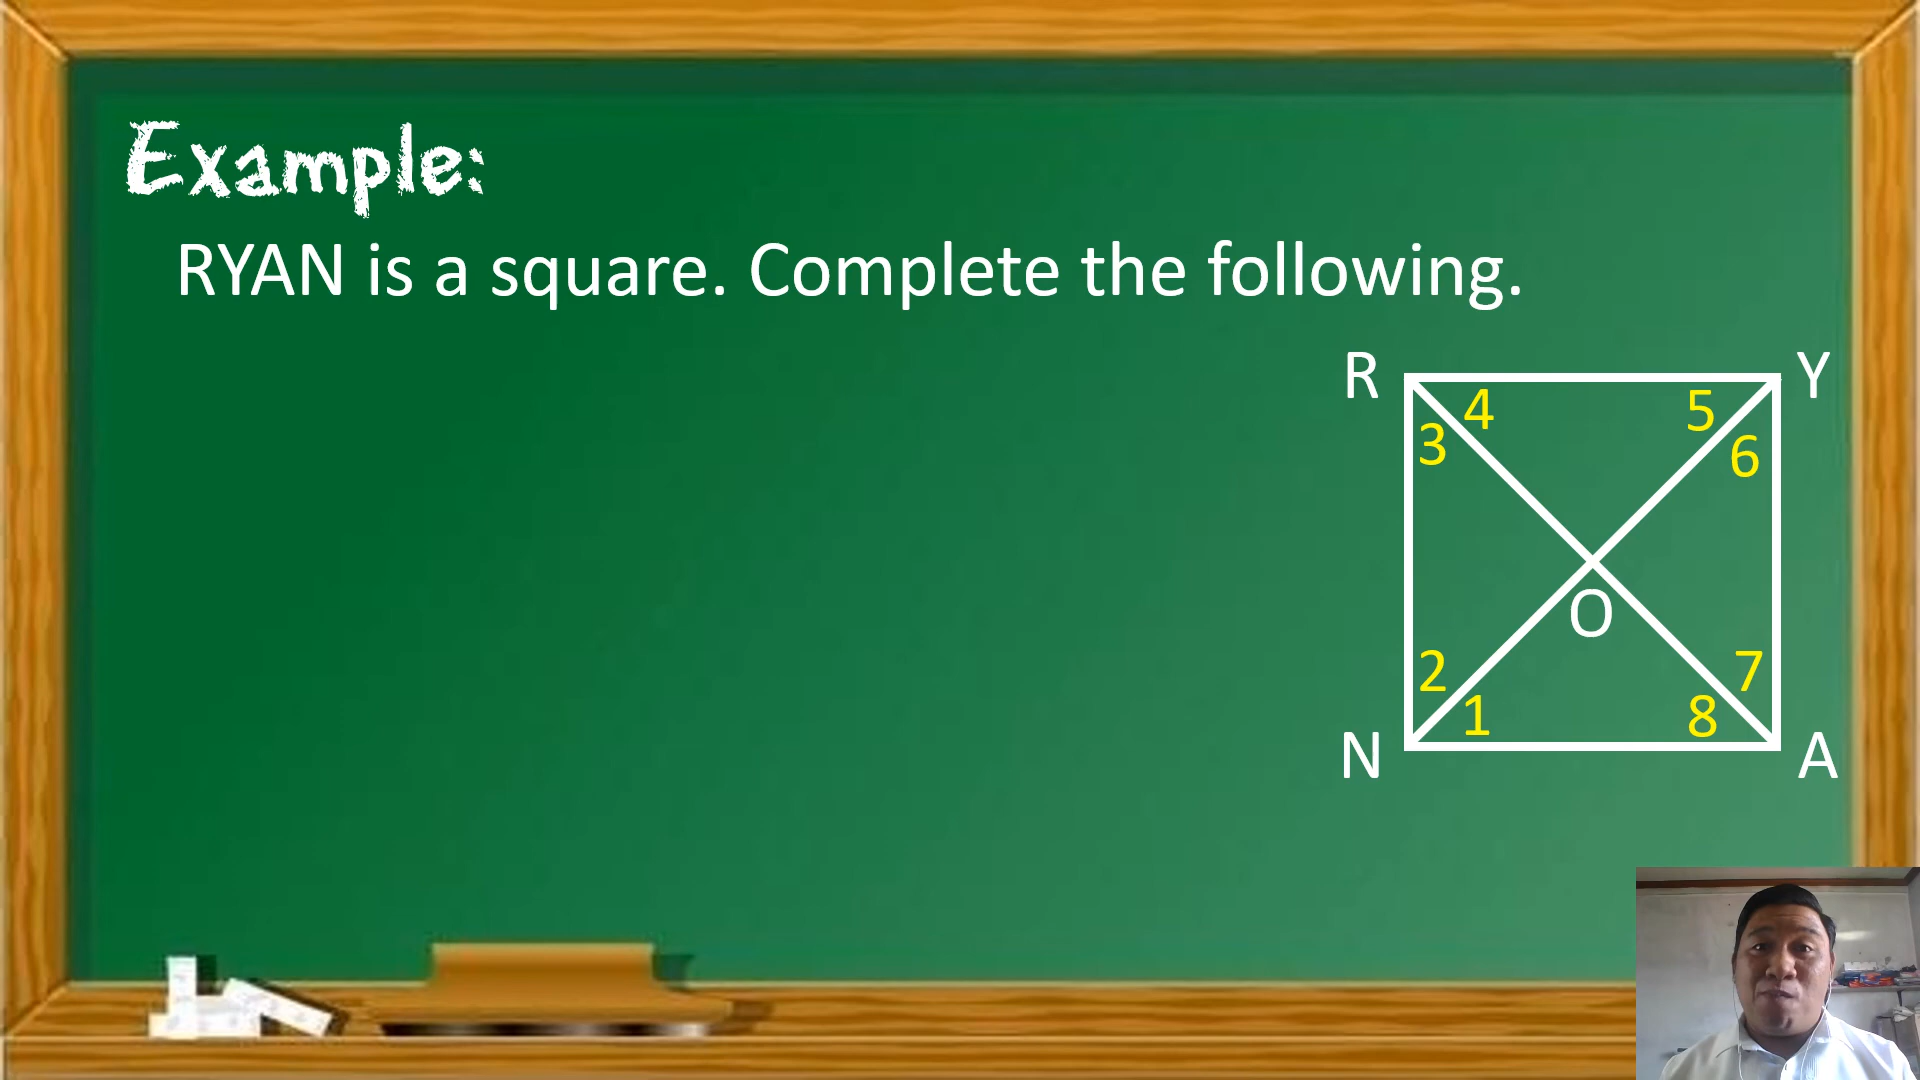 Example:
RYAN is a square. Complete the following.
R Y
4 5
3 6
O
2 7
1 8
N A